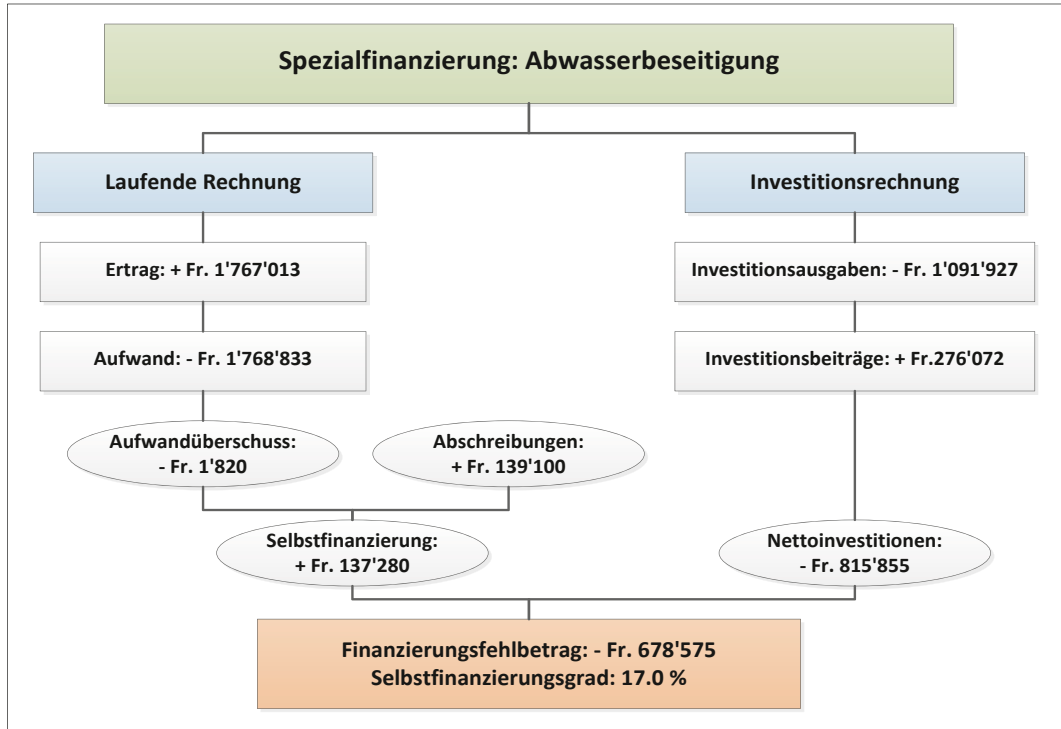 Spezialfinanzierung: Abwasserbeseitigung
Laufende Rechnung
Investitionsrechnung
Ertrag: + Fr. 1'767'013
Investitionsausgaben: - Fr. 1'091'927
Aufwand: - Fr. 1'768'833
Investitionsbeiträge: + Fr.276'072
Aufwandüberschuss:
- Fr. 1'820
Abschreibungen:
+ Fr. 139'100
Selbstfinanzierung:
+ Fr. 137'280
Nettoinvestitionen:
- Fr. 815'855
Finanzierungsfehlbetrag: - Fr. 678'575
Selbstfinanzierungsgrad: 17.0 %